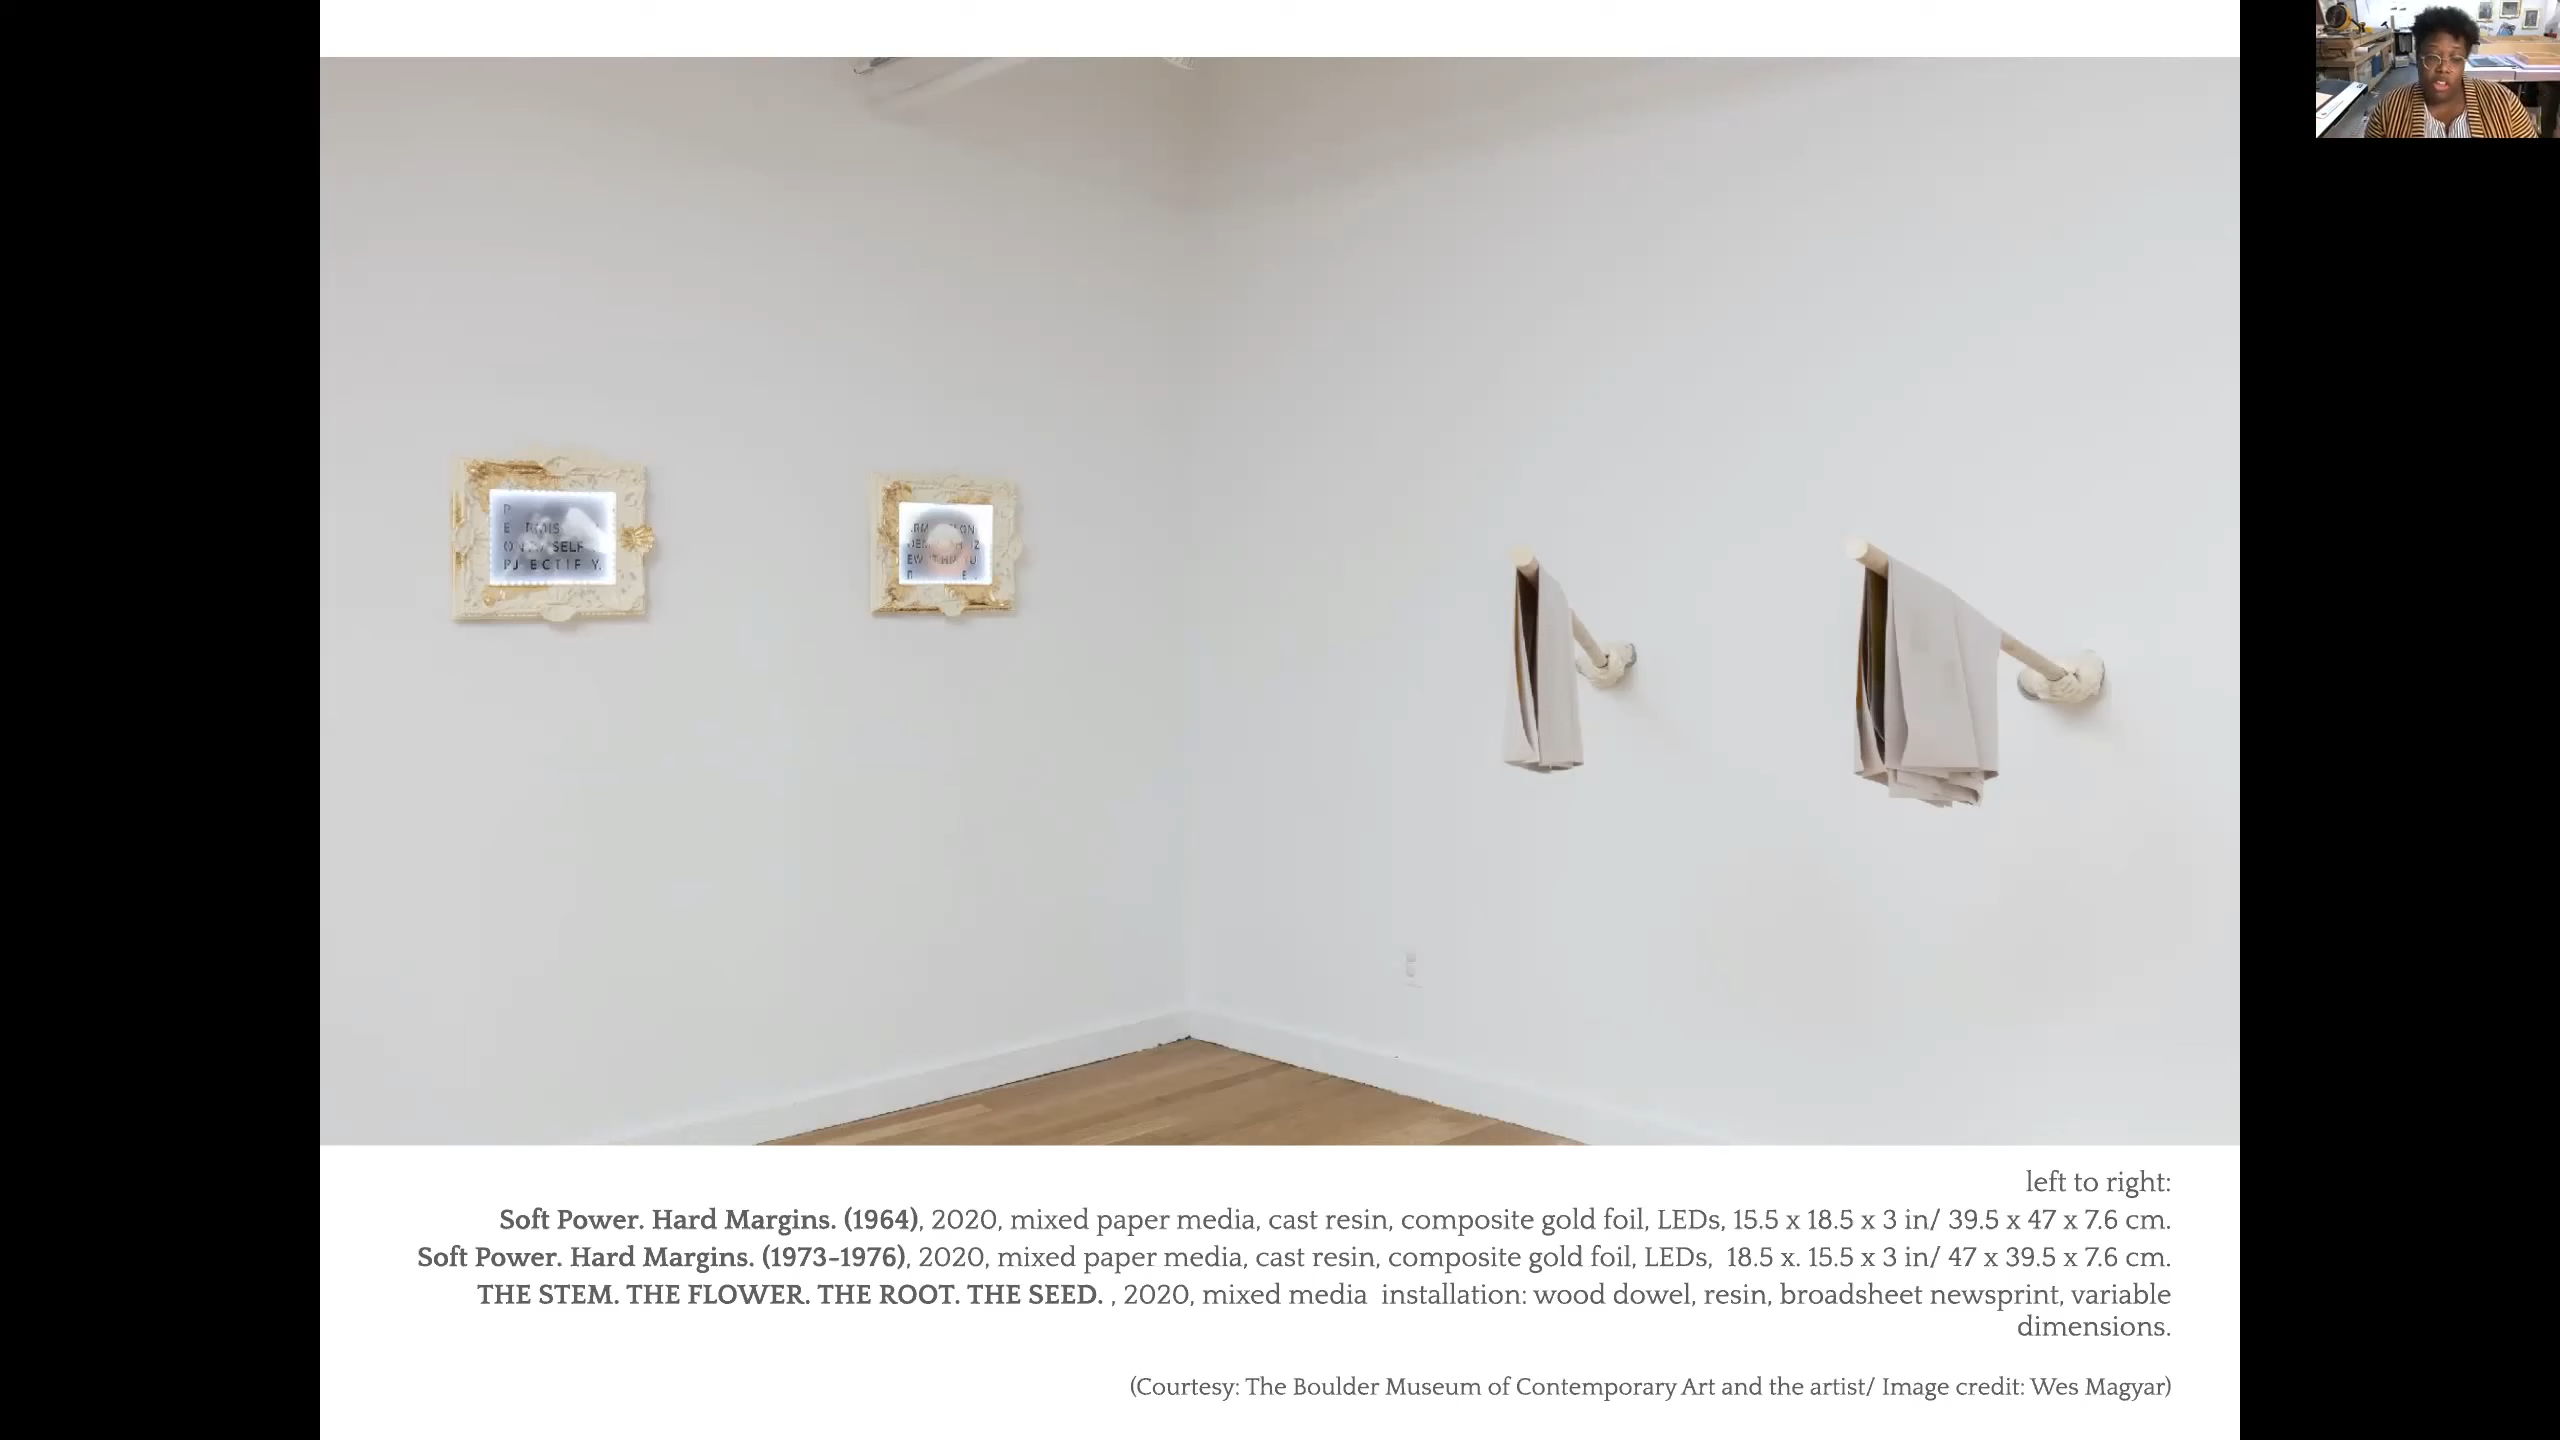 P
E RMIS
SELF
ECTIF Y.
left to right:
Soft Power. Hard Margins. (1964), 2020, mixed paper media, cast resin, composite gold foil, LEDs, 15.5 x 18.5 x 3 in/ 39.5 x 47 x 7.6 cm.
Soft Power. Hard Margins. (1973-1976), 2020, mixed paper media, cast resin, composite gold foil, LEDs, 18.5 x. 15.5 x 3 in/ 47 x 39.5 x 7.6 cm.
THE STEM. THE FLOWER. THE ROOT. THE SEED. , 2020, mixed media installation: wood dowel, resin, broadsheet newsprint, variable
dimensions.
(Courtesy: The Boulder Museum of Contemporary Art and the artist/ Image credit: Wes Magyar)